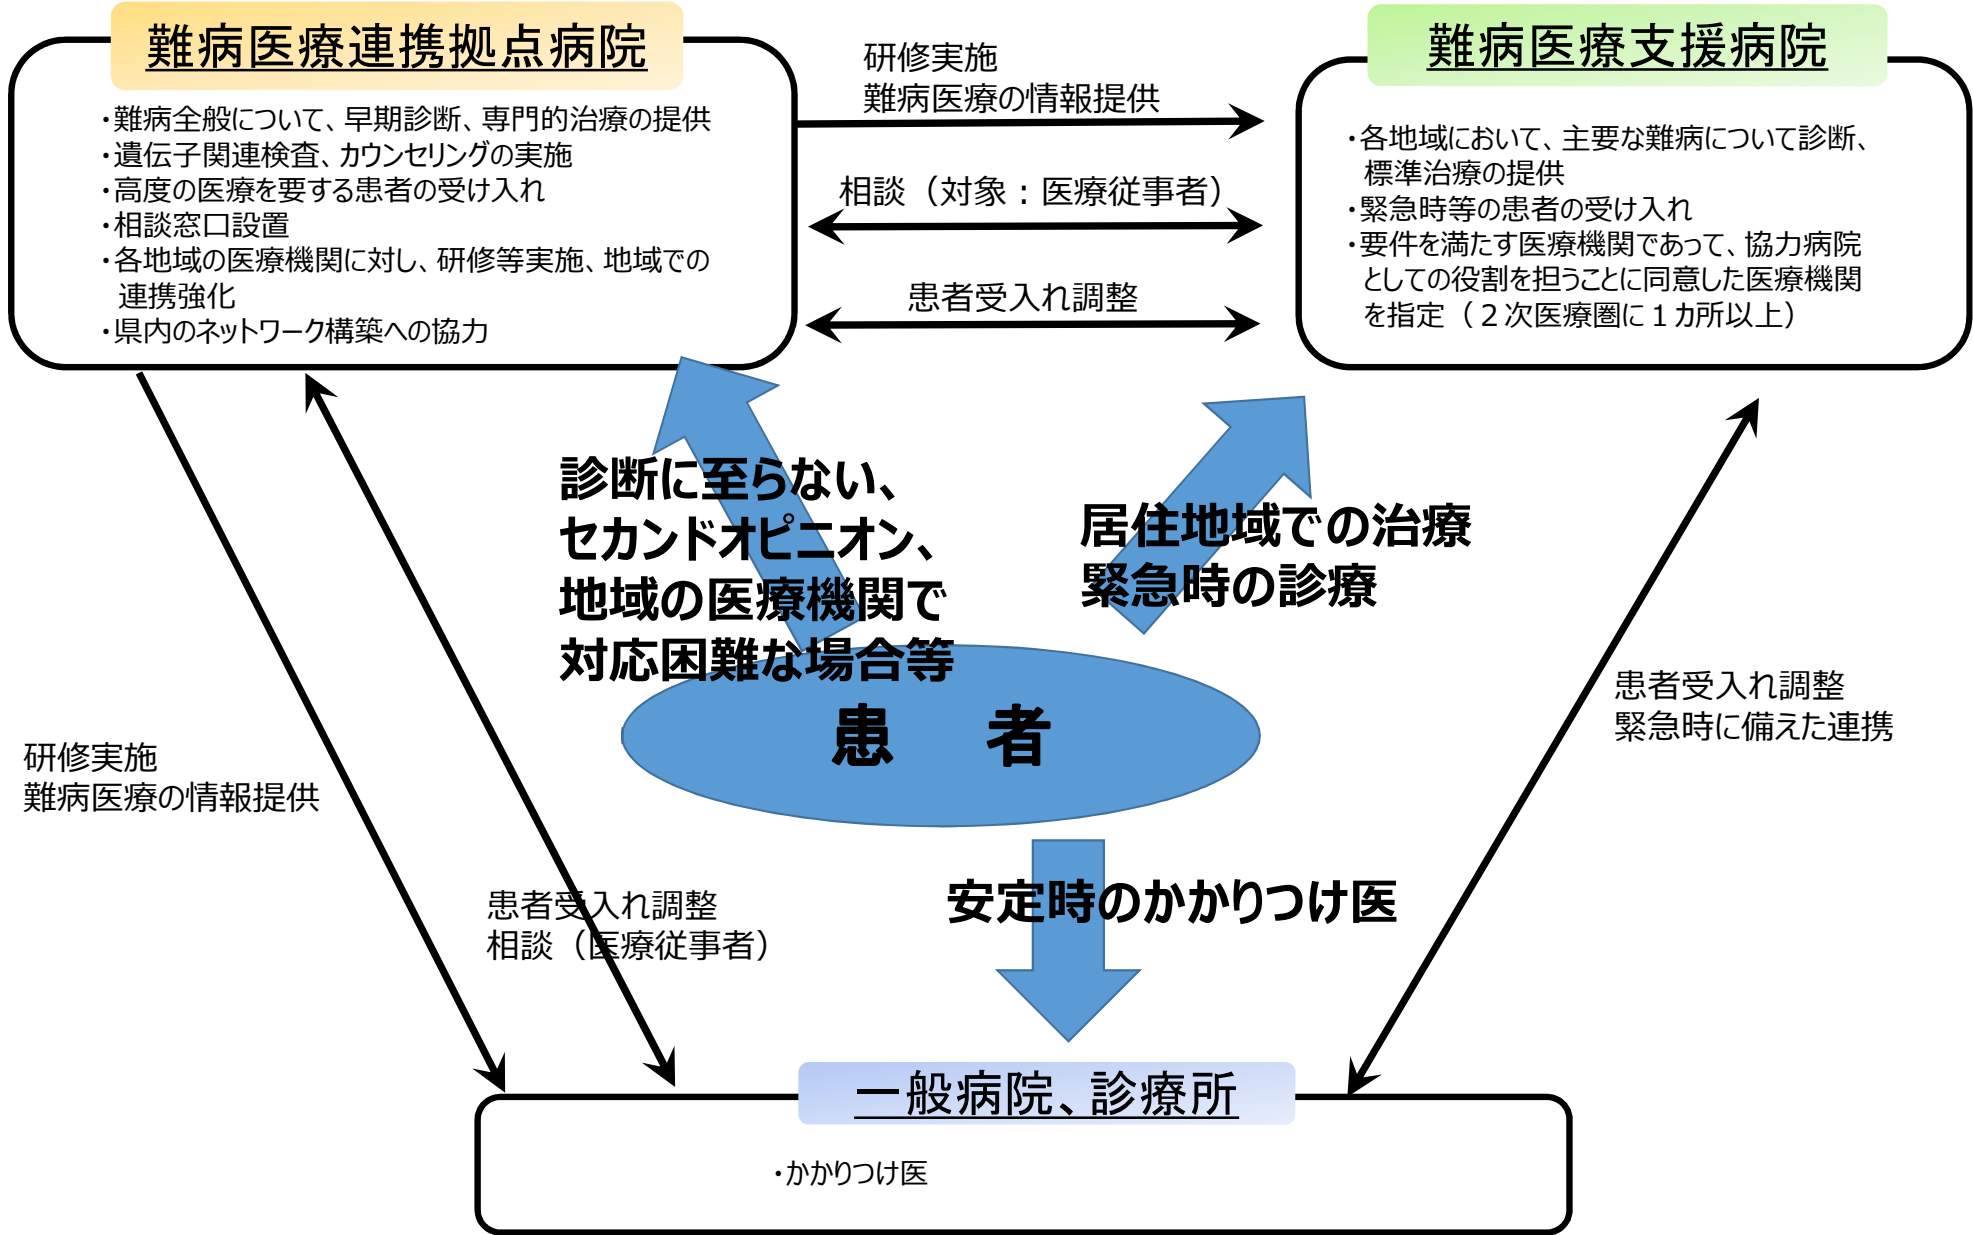 難病医療連携拠点病院
・難病全般について、早期診断、専門的治療の提供
・遺伝子関連検査、カウンセリングの実施
・高度の医療を要する患者の受け入れ
・相談窓口設置
・各地域の医療機関に対し、研修等実施、地域での
連携強化
・県内のネットワーク構築への協力
研修実施
難病医療の情報提供
相談（対象：医療従事者）
患者受入れ調整
難病医療支援病院
・各地域において、主要な難病について診断、
標準治療の提供
・緊急時等の患者の受け入れ
・要件を満たす医療機関であって、協力病院
としての役割を担うことに同意した医療機関
を指定（２次医療圏に１カ所以上）
診断に至らない、
セカンドオピニオン、
地域の医療機関で
対応困難な場合等
居住地域での治療
緊急時の診療
患　者
患者受入れ調整
緊急時に備えた連携
研修実施
難病医療の情報提供
患者受入れ調整
相談（医療従事者）
安定時のかかりつけ医
一般病院、診療所
・かかりつけ医